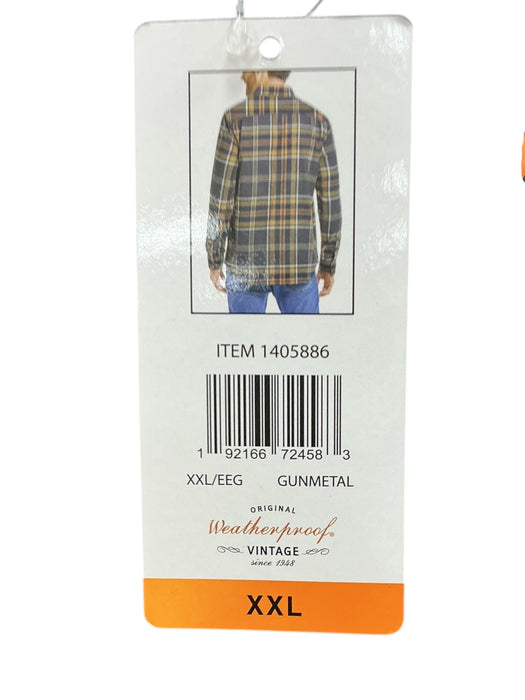 ITEM 1405886
1 92166 72458 3
XXL/EEG GUNMETAL
ORIGINAL
Weatherproof®
VINTAGE
since 1948
XXL